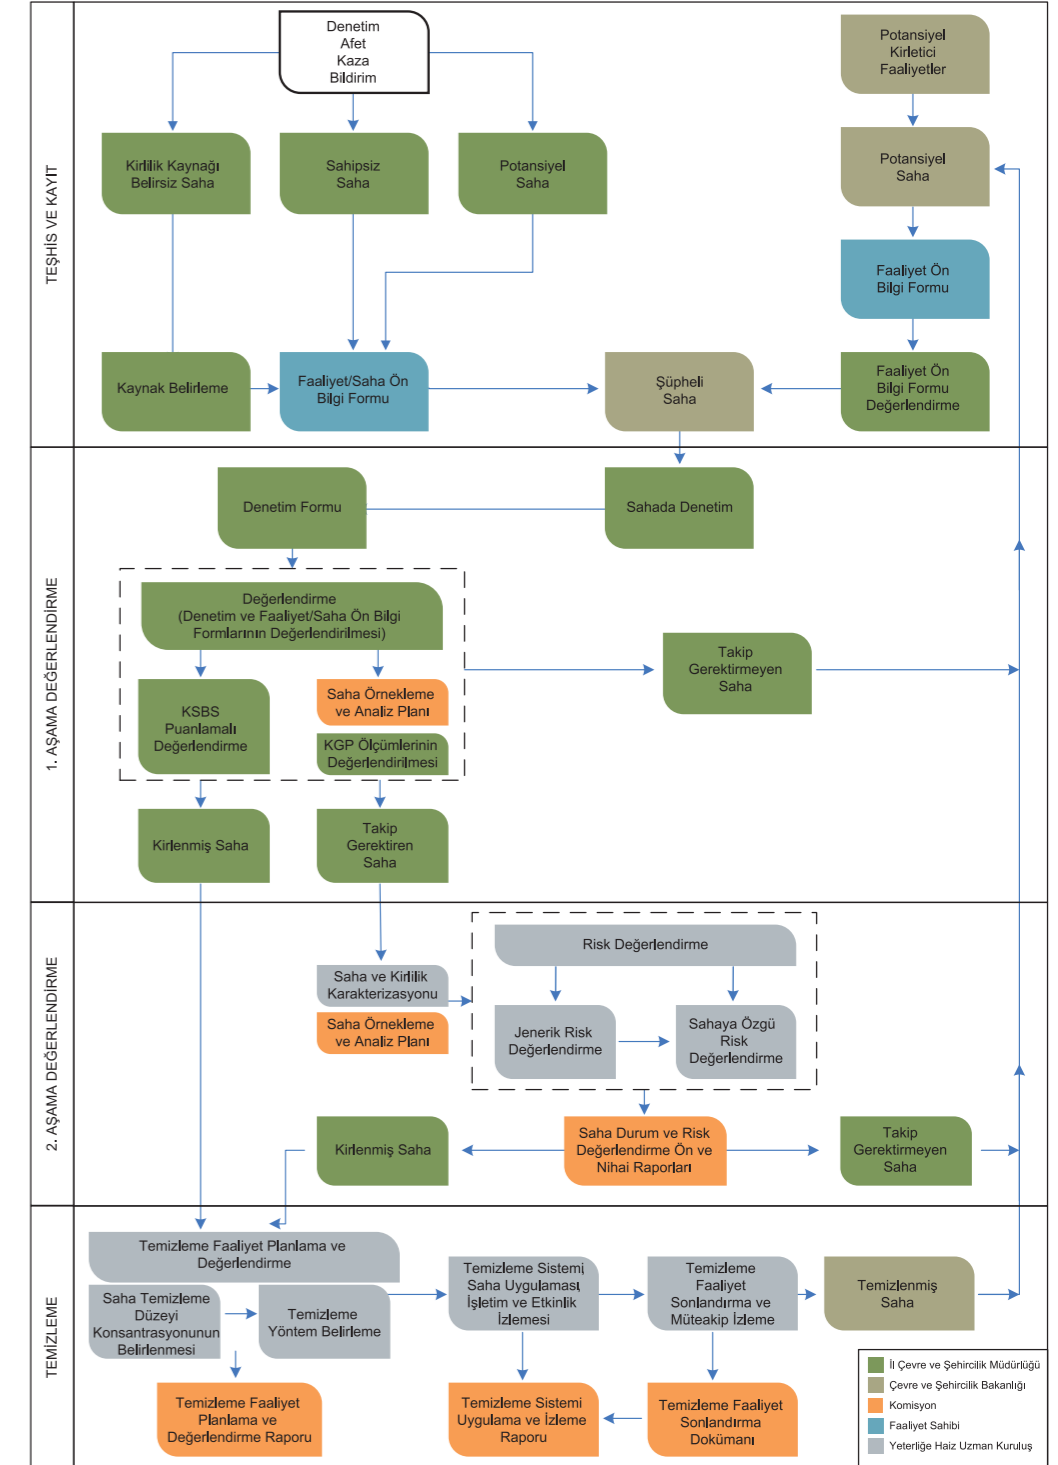 TEŞHİS VE KAYIT
Denetim
Afet
Kaza
Bildirim
Potansiyel
Kirletici
Faaliyetler
Kirlilik Kaynağı
Belirsiz Saha
Sahipsiz
Saha
Potansiyel
Saha
Potansiyel
Saha
Faaliyet Ön
Bilgi Formu
Kaynak Belirleme
Faaliyet/Saha Ön
Bilgi Formu
Şüpheli
Saha
Faaliyet Ön
Bilgi Formu
Değerlendirme
1. AŞAMA DEĞERLENDİRME
Denetim Formu
Sahada Denetim
Değerlendirme
(Denetim ve Faaliyet/Saha Ön Bilgi
Formlarının Değerlendirilmesi)
Takip
Gerektirmeyen
Saha
KSBS
Puanlamalı
Değerlendirme
Saha Örnekleme
ve Analiz Planı
KGP Ölçümlerinin
Değerlendirilmesi
Kirlenmiş Saha
Takip
Gerektiren
Saha
2. AŞAMA DEĞERLENDİRME
Risk Değerlendirme
Saha ve Kirlilik
Karakterizasyonu
Saha Örnekleme
ve Analiz Planı
Jenerik Risk
Değerlendirme
Sahaya Özgü
Risk
Değerlendirme
Kirlenmiş Saha
Saha Durum ve Risk
Değerlendirme Ön ve
Nihai Raporları
Takip
Gerektirmeyen
Saha
TEMİZLEME
Temizleme Faaliyet Planlama ve
Değerlendirme
Saha Temizleme
Düzeyi
Konsantrasyonunun
Belirlenmesi
Temizleme
Yöntem Belirleme
Temizleme Sistemi
Saha Uygulaması,
İşletim ve Etkinlik
İzlemesi
Temizleme
Faaliyet
Sonlandırma ve
Müteakip İzleme
Temizlenmiş
Saha
Temizleme Faaliyet
Planlama ve
Değerlendirme Raporu
Temizleme Sistemi
Uygulama ve İzleme
Raporu
Temizleme Faaliyet
Sonlandırma
Dokümanı
İl Çevre ve Şehircilik Müdürlüğü
Çevre ve Şehircilik Bakanlığı
Komisyon
Faaliyet Sahibi
Yeterliğe Haiz Uzman Kuruluş